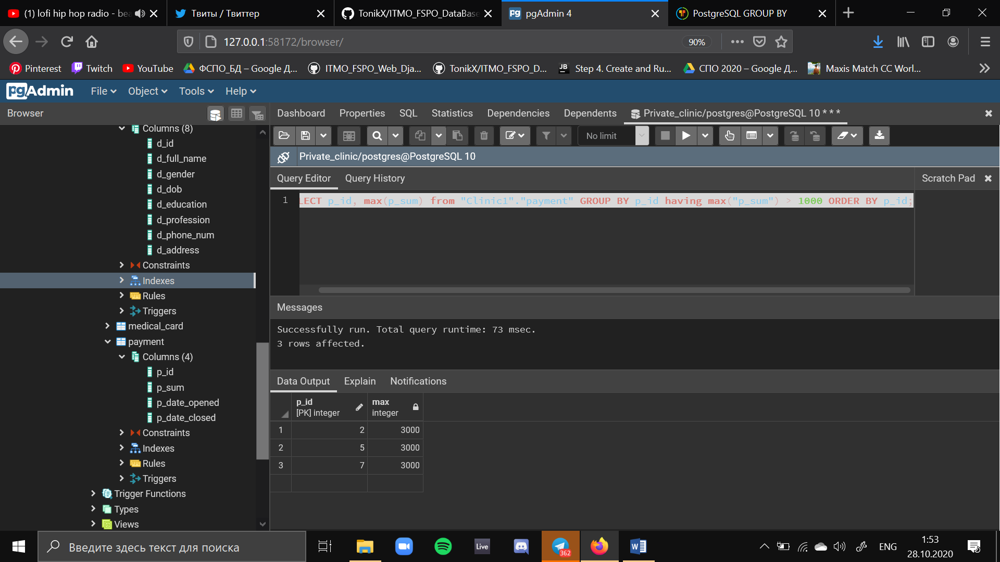 (1) lofi hip hop radio - bea
Твиты / Твиттер
TonikX/ITMO_FSPO_DataBase
pgAdmin 4
PostgreSQL GROUP BY
127.0.0.1:58172/browser/
90%
Pinterest
Twitch
YouTube
ФСПО_БД – Google Д...
ITMO_FSPO_Web_Dja...
TonikX/ITMO_FSPO_D...
Step 4. Create and Ru...
СПО 2020 – Google Д...
Maxis Match CC Worl...
pgAdmin
File
Object
Tools
Help
Browser
Dashboard
Properties
SQL
Statistics
Dependencies
Dependents
Private_clinic/postgres@PostgreSQL 10 * * *
No limit
Private_clinic/postgres@PostgreSQL 10
Query Editor
Query History
Scratch Pad
1
LECT p_id, max(p_sum) from "Clinic1"."payment" GROUP BY p_id having max("p_sum") > 1000 ORDER BY p_id;
Columns (8)
d_id
d_full_name
d_gender
d_dob
d_education
d_profession
d_phone_num
d_address
Constraints
Indexes
Rules
Triggers
medical_card
payment
Columns (4)
p_id
p_sum
p_date_opened
p_date_closed
Constraints
Indexes
Rules
Triggers
Trigger Functions
Types
Views
Messages
Successfully run. Total query runtime: 73 msec.
3 rows affected.
Data Output
Explain
Notifications
p_id
[PK] integer
max
integer
1 2 3000
2 5 3000
3 7 3000
Введите здесь текст для поиска
Live
362
ENG
1:53
28.10.2020